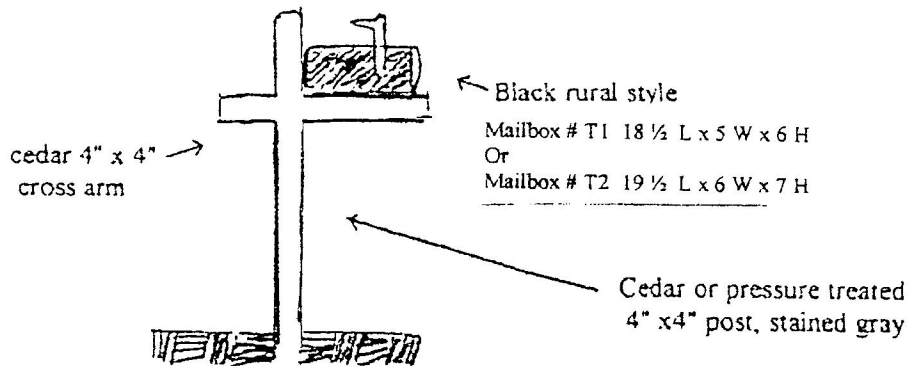 Black rural style
Mailbox # T1 18 ½ L x 5 W x 6 H
Or
Mailbox # T2 19 ½ L x 6 W x 7 H
cedar 4" x 4"
cross arm
Cedar or pressure treated
4" x4" post, stained gray